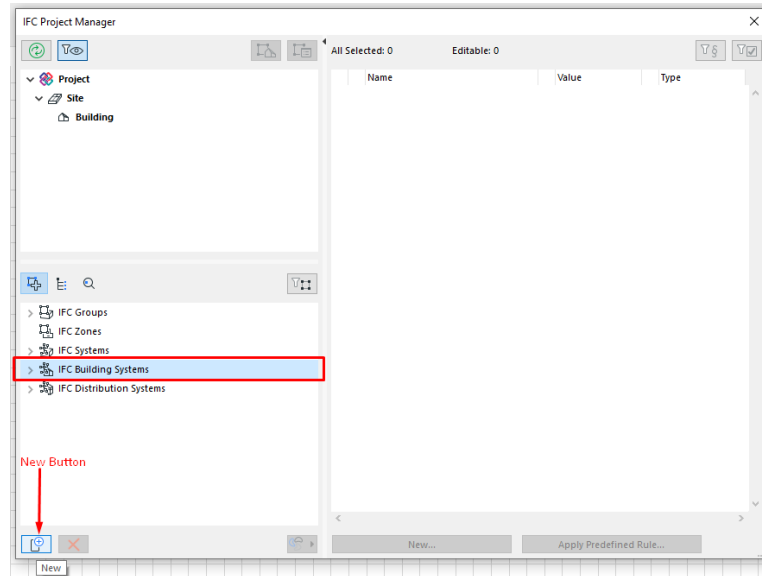 IFC Project Manager
All Selected: 0 Editable: 0
Name Value Type
Project
Site
Building
IFC Groups
IFC Zones
IFC Systems
IFC Building Systems
IFC Distribution Systems
New Button
New... Apply Predefined Rule...
New